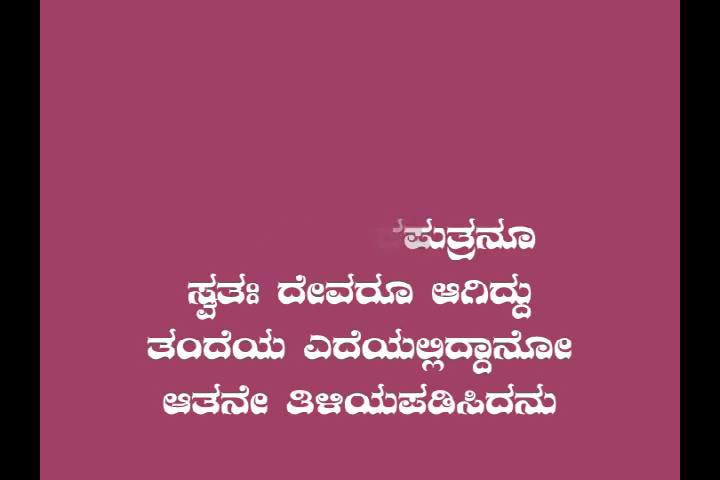 ಪುತ್ರನೂ
ಸ್ವತಃ ದೇವರೂ ಆಗಿದ್ದು
ತಂದೆಯ ಎದೆಯಲ್ಲಿದ್ದಾನೋ
ಆತನೇ ತಿಳಿಯಪಡಿಸಿದನು